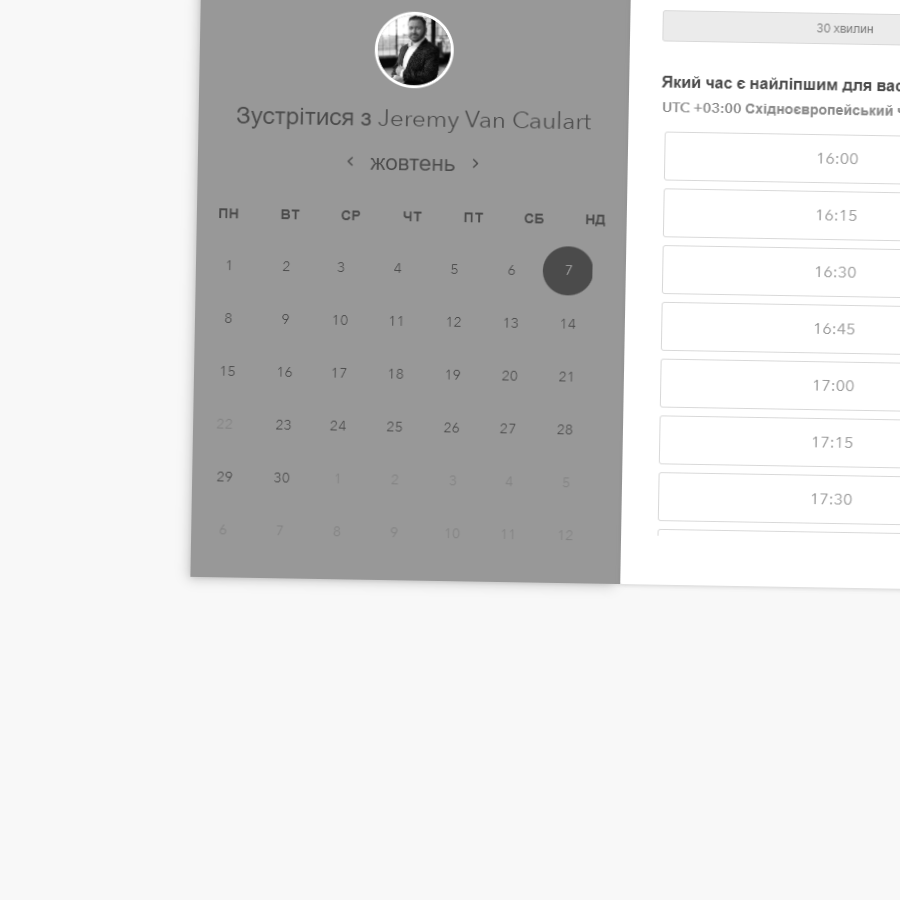 Зустрітися з Jeremy Van Caulart
‹ жовтень ›
ПН ВТ СР ЧТ ПТ СБ НД
1 2 3 4 5 6 7
8 9 10 11 12 13 14
15 16 17 18 19 20 21
22 23 24 25 26 27 28
29 30 1 2 3 4 5
6 7 8 9 10 11 12
30 хвилин
Який час є найліпшим для вас
UTC +03:00 Східноєвропейський
16:00
16:15
16:30
16:45
17:00
17:15
17:30